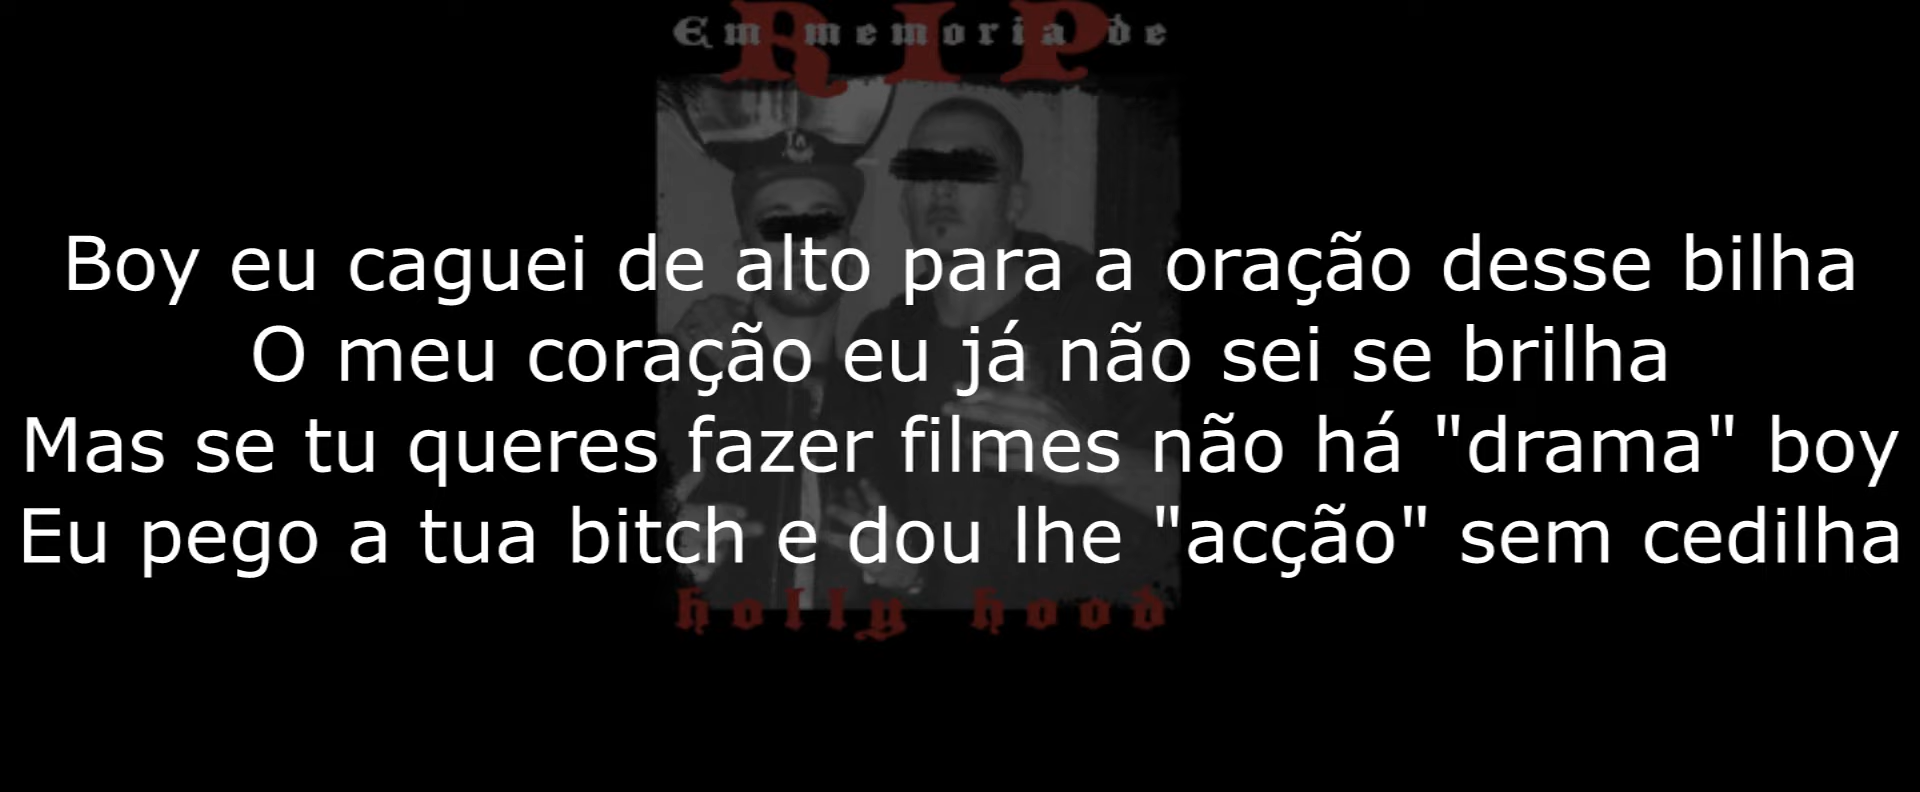 Em memoria de
RIP
Boy eu caguei de alto para a oração desse bilha
O meu coração eu já não sei se brilha
Mas se tu queres fazer filmes não há "drama" boy
Eu pego a tua bitch e dou lhe "acção" sem cedilha
holly hood